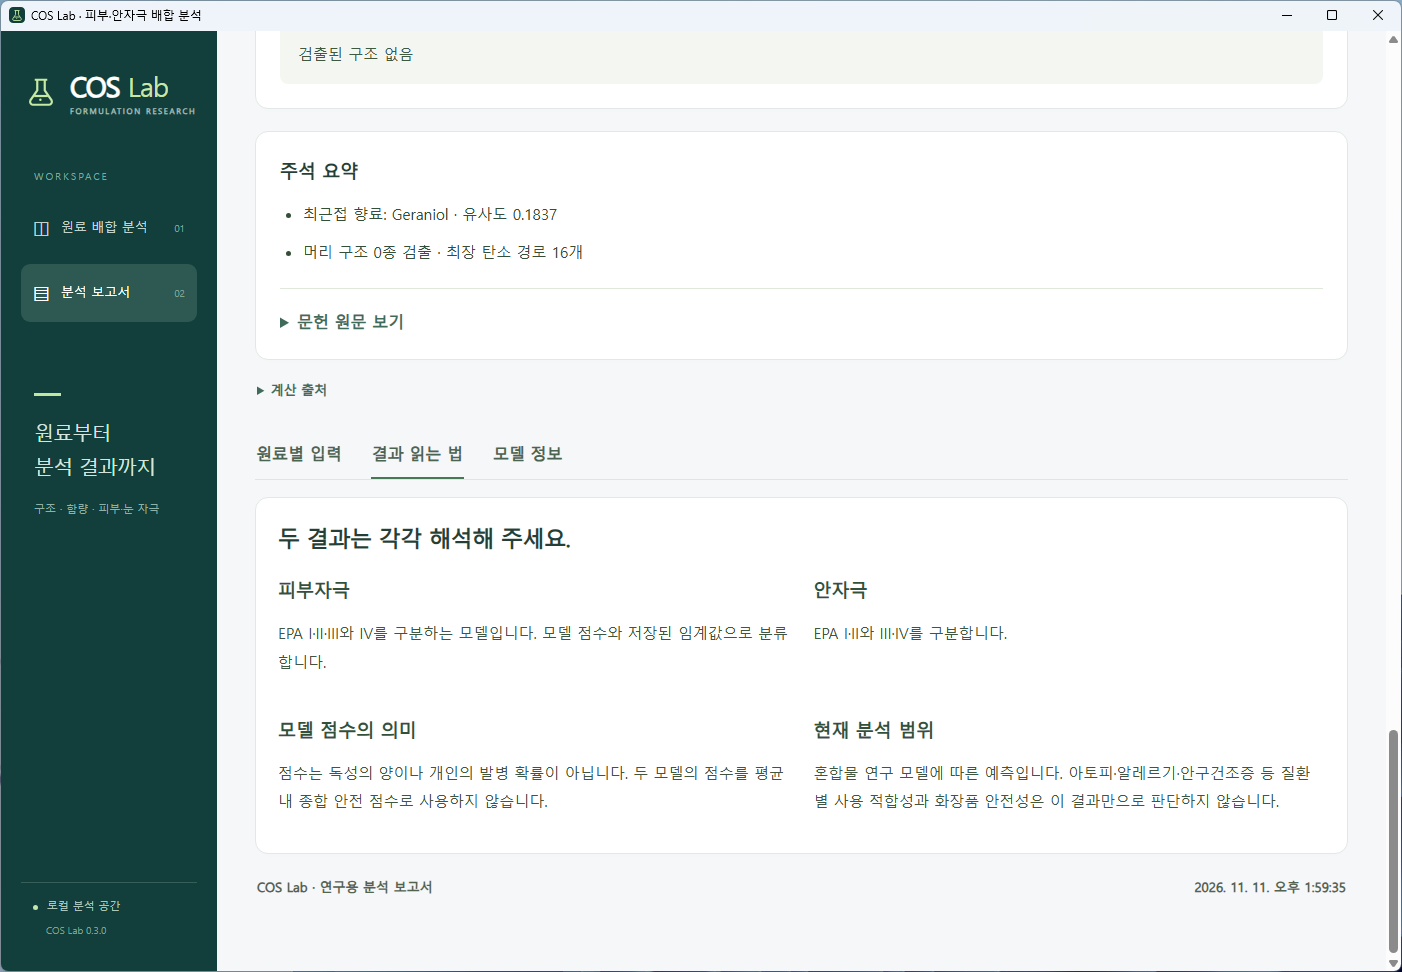 COS Lab · 피부·안자극 배합 분석
COS Lab
FORMULATION RESEARCH
WORKSPACE
원료 배합 분석 01
분석 보고서 02
원료부터
분석 결과까지
구조 · 함량 · 피부·눈 자극
로컬 분석 공간
COS Lab 0.3.0
검출된 구조 없음
주석 요약
최근접 향료: Geraniol · 유사도 0.1837
머리 구조 0종 검출 · 최장 탄소 경로 16개
문헌 원문 보기
계산 출처
원료별 입력 결과 읽는 법 모델 정보
두 결과는 각각 해석해 주세요.
피부자극
EPA I·II·III와 IV를 구분하는 모델입니다. 모델 점수와 저장된 임계값으로 분류
합니다.
안자극
EPA I·II와 III·IV를 구분합니다.
모델 점수의 의미
점수는 독성의 양이나 개인의 발병 확률이 아닙니다. 두 모델의 점수를 평균
내 종합 안전 점수로 사용하지 않습니다.
현재 분석 범위
혼합물 연구 모델에 따른 예측입니다. 아토피·알레르기·안구건조증 등 질환
별 사용 적합성과 화장품 안전성은 이 결과만으로 판단하지 않습니다.
COS Lab · 연구용 분석 보고서
2026. 11. 11. 오후 1:59:35